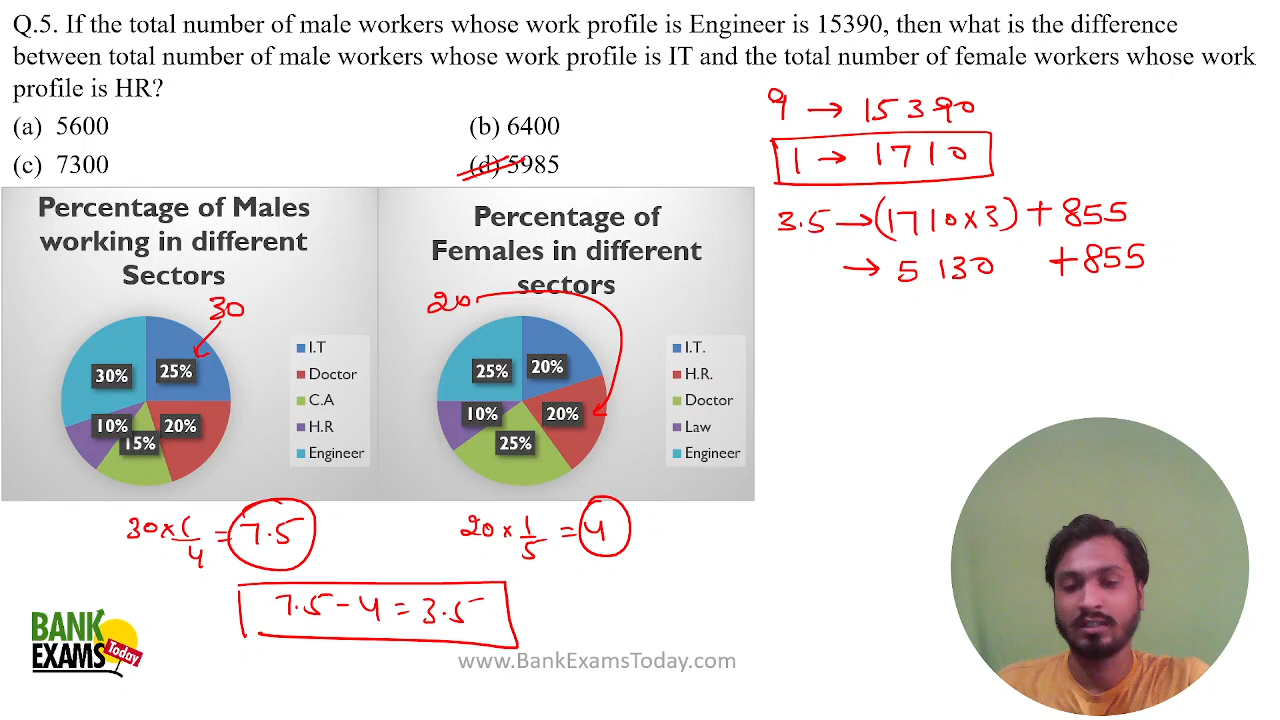 Q.5. If the total number of male workers whose work profile is Engineer is 15390, then what is the difference
between total number of male workers whose work profile is IT and the total number of female workers whose work
profile is HR?
(a) 5600
(b) 6400
(c) 7300
(d) 5985
9 → 15390
1 → 1710
3.5 → (1710×3) + 855
→ 5130 + 855
Percentage of Males
working in different
Sectors
30
30%
25%
10%
15%
20%
I.T
Doctor
C.A
H.R
Engineer
Percentage of
Females in different
sectors
20
25%
20%
10%
20%
25%
I.T.
H.R.
Doctor
Law
Engineer
30 × 1/4 = 7.5
20 × 1/5 = 4
7.5 - 4 = 3.5
BANK
EXAMS
Today
www.BankExamsToday.com